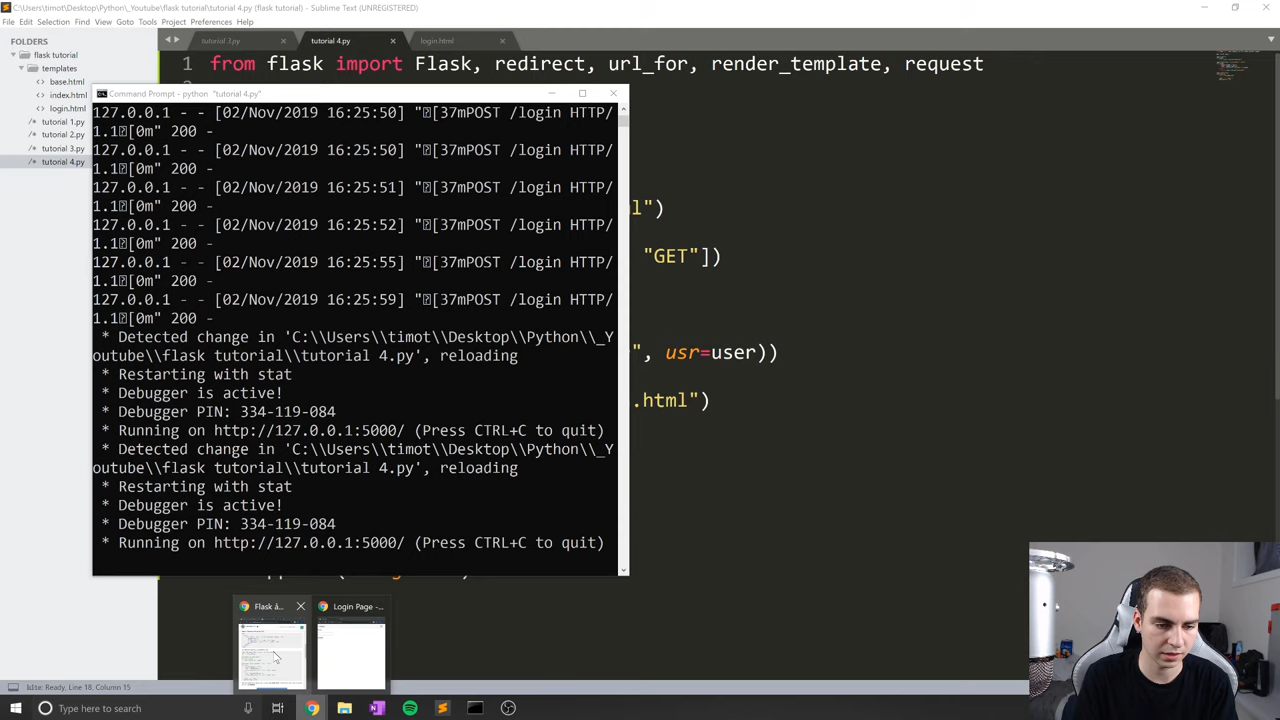 C:\Users\timot\Desktop\Python\_Youtube\flask tutorial\tutorial 4.py (flask tutorial) - Sublime Text (UNREGISTERED)
File Edit Selection Find View Goto Tools Project Preferences Help
FOLDERS
flask tutorial
templates
base.html
index.html
login.html
tutorial 1.py
tutorial 2.py
tutorial 3.py
tutorial 4.py
tutorial 3.py
tutorial 4.py
login.html
1 from flask import Flask, redirect, url_for, render_template, request
l")
"GET"])
", usr=user))
.html")
Command Prompt - python "tutorial 4.py"
127.0.0.1 - - [02/Nov/2019 16:25:50] "[37mPOST /login HTTP/
1.1[0m" 200 -
127.0.0.1 - - [02/Nov/2019 16:25:50] "[37mPOST /login HTTP/
1.1[0m" 200 -
127.0.0.1 - - [02/Nov/2019 16:25:51] "[37mPOST /login HTTP/
1.1[0m" 200 -
127.0.0.1 - - [02/Nov/2019 16:25:52] "[37mPOST /login HTTP/
1.1[0m" 200 -
127.0.0.1 - - [02/Nov/2019 16:25:55] "[37mPOST /login HTTP/
1.1[0m" 200 -
127.0.0.1 - - [02/Nov/2019 16:25:59] "[37mPOST /login HTTP/
1.1[0m" 200 -
* Detected change in 'C:\\Users\\timot\\Desktop\\Python\\_Y
outube\\flask tutorial\\tutorial 4.py', reloading
* Restarting with stat
* Debugger is active!
* Debugger PIN: 334-119-084
* Running on http://127.0.0.1:5000/ (Press CTRL+C to quit)
* Detected change in 'C:\\Users\\timot\\Desktop\\Python\\_Y
outube\\flask tutorial\\tutorial 4.py', reloading
* Restarting with stat
* Debugger is active!
* Debugger PIN: 334-119-084
* Running on http://127.0.0.1:5000/ (Press CTRL+C to quit)
Login Page -...
Ready, Line 18, Column 15
Type here to search